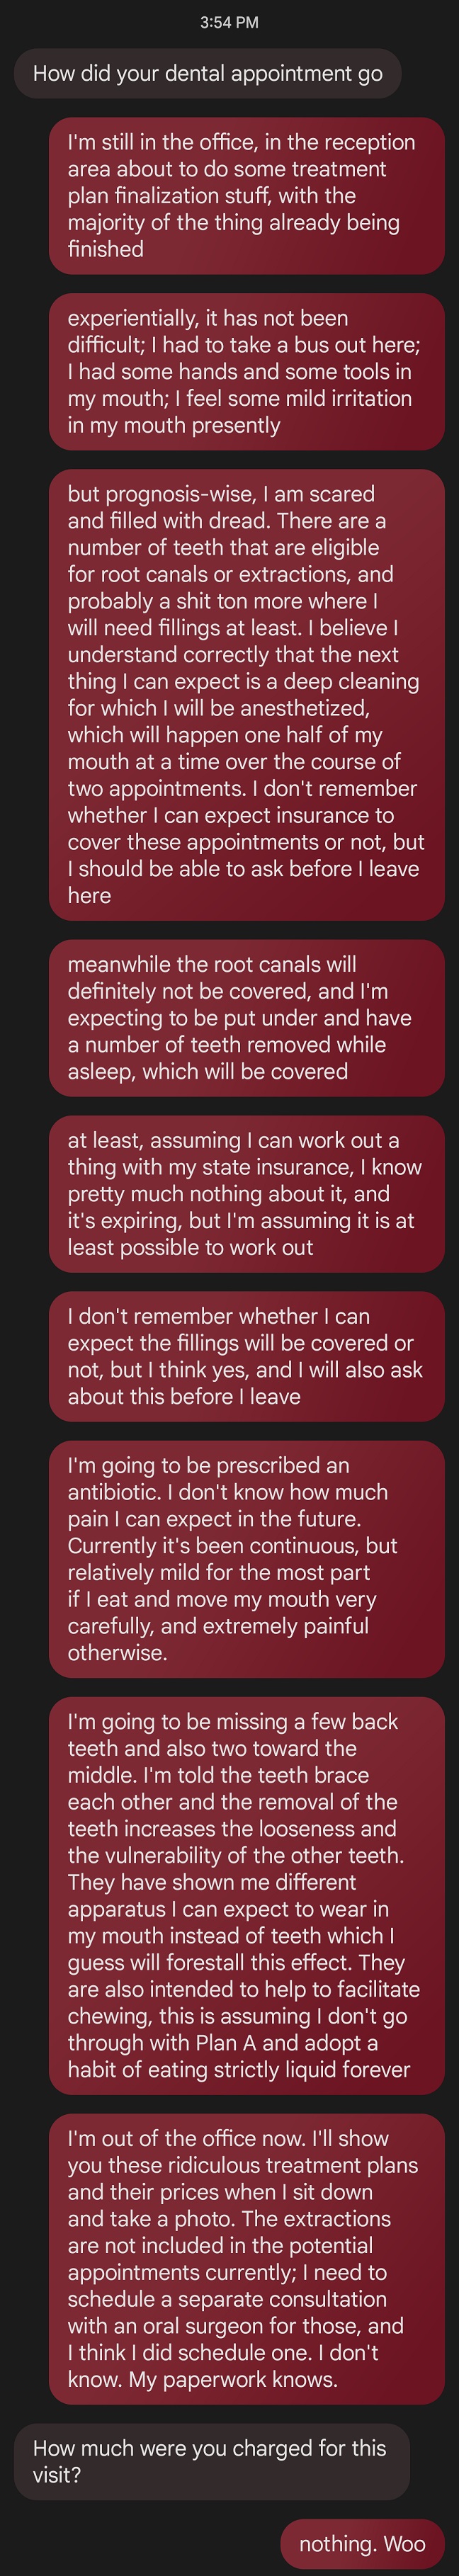 3:54 PM
How did your dental appointment go
I'm still in the office, in the reception
area about to do some treatment
plan finalization stuff, with the
majority of the thing already being
finished
experientially, it has not been
difficult; I had to take a bus out here;
I had some hands and some tools in
my mouth; I feel some mild irritation
in my mouth presently
but prognosis-wise, I am scared
and filled with dread. There are a
number of teeth that are eligible
for root canals or extractions, and
probably a shit ton more where I
will need fillings at least. I believe I
understand correctly that the next
thing I can expect is a deep cleaning
for which I will be anesthetized,
which will happen one half of my
mouth at a time over the course of
two appointments. I don't remember
whether I can expect insurance to
cover these appointments or not, but
I should be able to ask before I leave
here
meanwhile the root canals will
definitely not be covered, and I'm
expecting to be put under and have
a number of teeth removed while
asleep, which will be covered
at least, assuming I can work out a
thing with my state insurance, I know
pretty much nothing about it, and
it's expiring, but I'm assuming it is at
least possible to work out
I don't remember whether I can
expect the fillings will be covered or
not, but I think yes, and I will also ask
about this before I leave
I'm going to be prescribed an
antibiotic. I don't know how much
pain I can expect in the future.
Currently it's been continuous, but
relatively mild for the most part
if I eat and move my mouth very
carefully, and extremely painful
otherwise.
I'm going to be missing a few back
teeth and also two toward the
middle. I'm told the teeth brace
each other and the removal of the
teeth increases the looseness and
the vulnerability of the other teeth.
They have shown me different
apparatus I can expect to wear in
my mouth instead of teeth which I
guess will forestall this effect. They
are also intended to help to facilitate
chewing, this is assuming I don't go
through with Plan A and adopt a
habit of eating strictly liquid forever
I'm out of the office now. I'll show
you these ridiculous treatment plans
and their prices when I sit down
and take a photo. The extractions
are not included in the potential
appointments currently; I need to
schedule a separate consultation
with an oral surgeon for those, and
I think I did schedule one. I don't
know. My paperwork knows.
How much were you charged for this
visit?
nothing. Woo